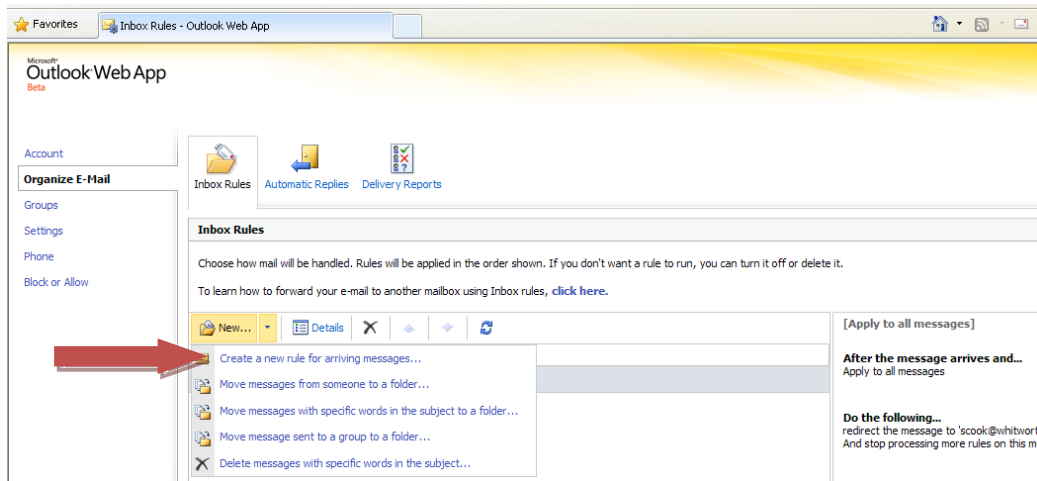 Favorites
Inbox Rules - Outlook Web App
Microsoft®
Outlook Web App
Beta
Account
Organize E-Mail
Groups
Settings
Phone
Block or Allow
Inbox Rules
Automatic Replies
Delivery Reports
Inbox Rules
Choose how mail will be handled. Rules will be applied in the order shown. If you don't want a rule to run, you can turn it off or delete it.
To learn how to forward your e-mail to another mailbox using Inbox rules, click here.
New...
Details
Create a new rule for arriving messages...
Move messages from someone to a folder...
Move messages with specific words in the subject to a folder...
Move message sent to a group to a folder...
Delete messages with specific words in the subject...
[Apply to all messages]
After the message arrives and...
Apply to all messages
Do the following...
redirect the message to 'scook@whitwort
And stop processing more rules on this m